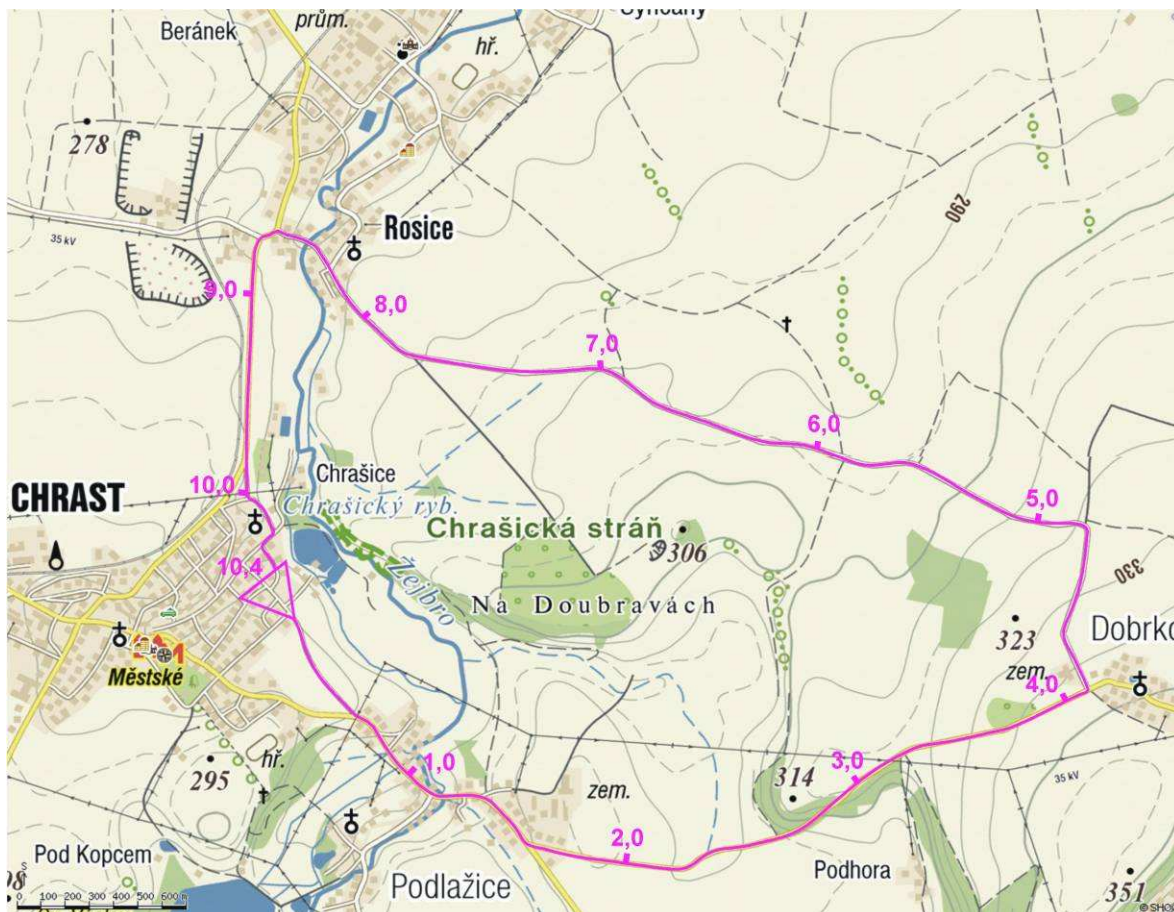 Synčany
Beránek
prům.
hř.
278
Rosice
35 kV
290
9,0
8,0
7,0
6,0
CHRAST
10,0
Chrašice
Chrašický ryb.
Chrašická stráň
306
5,0
330
10,4
Žejbro
Na Doubravách
323
Dobrko
zem.
4,0
Městské
1,0
3,0
hř.
295
zem.
314
35 kV
2,0
Pod Kopcem
Podlažice
Podhora
351
98
0 100 200 300 400 500 600 m